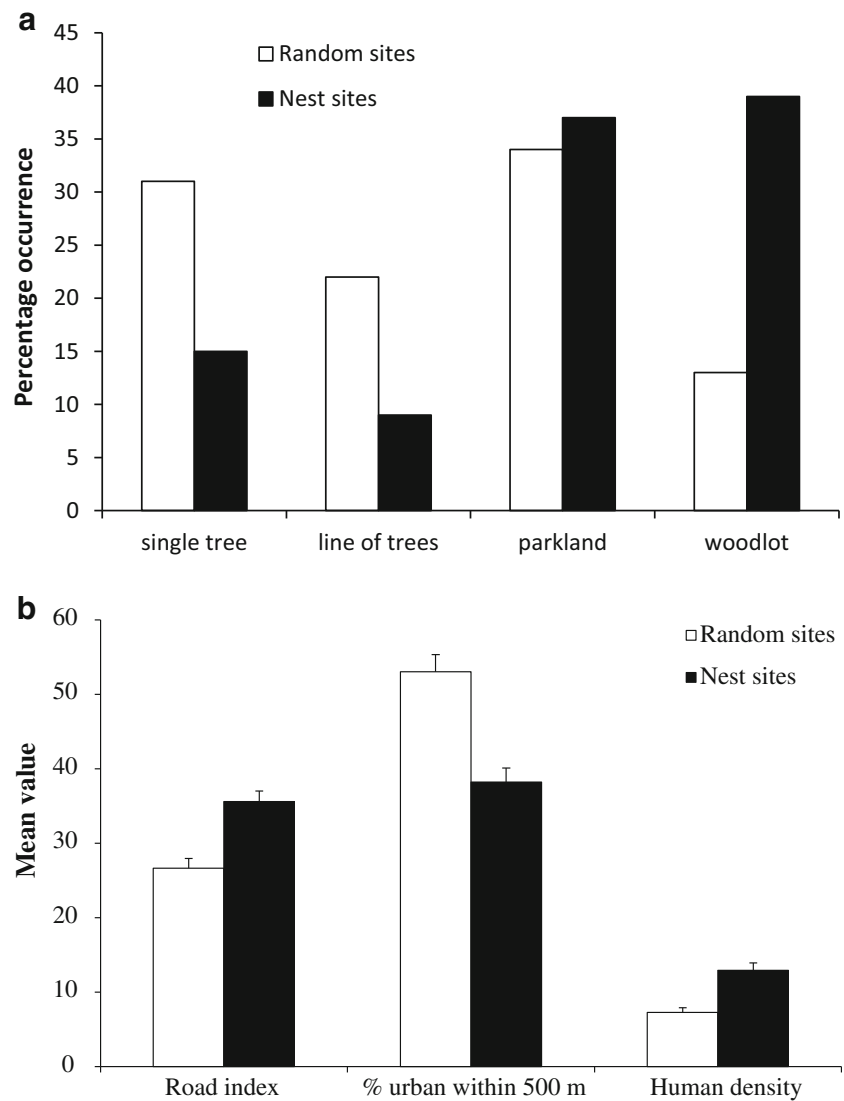 a
45
40
35
30
25
20
15
10
5
0
Percentage occurrence
Random sites
Nest sites
single tree line of trees parkland woodlot
b
60
50
40
30
20
10
0
Mean value
Random sites
Nest sites
Road index % urban within 500 m Human density